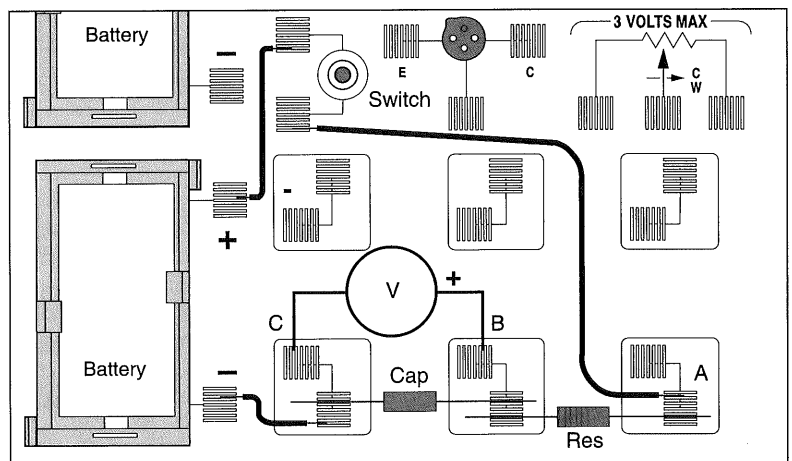 Battery
-
3 VOLTS MAX
E
C
C
W
Switch
-
+
V
+
C
B
Battery
-
Cap
A
Res